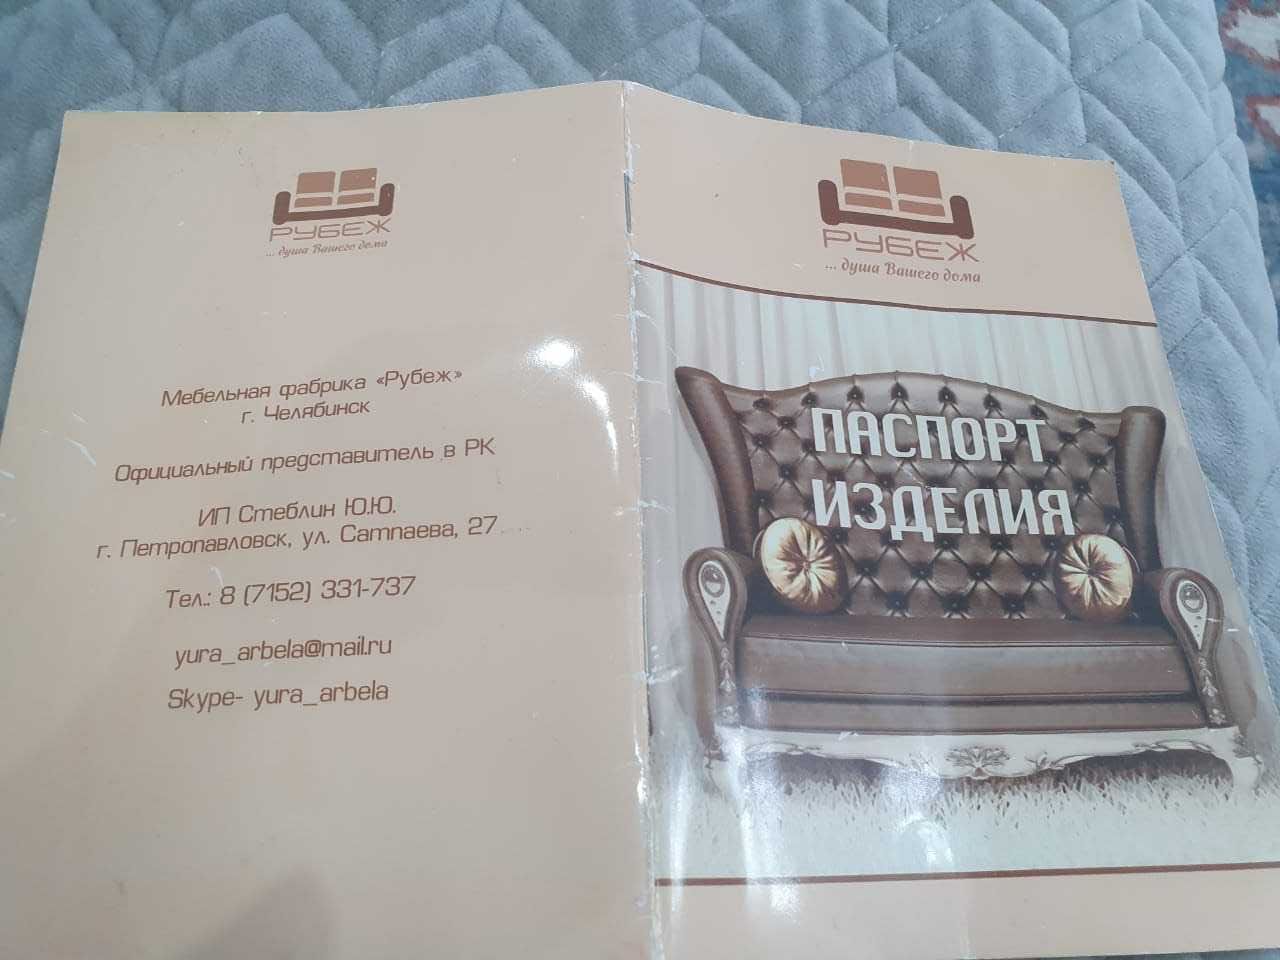 РУБЕЖ
... душа Вашего дома
Мебельная фабрика «Рубеж»
г. Челябинск
Официальный представитель в РК
ИП Стеблин Ю.Ю.
г. Петропавловск, ул. Сатпаева, 27
Тел.: 8 (7152) 331-737
yura_arbela@mail.ru
Skype- yura_arbela
РУБЕЖ
... душа Вашего дома
ПАСПОРТ
ИЗДЕЛИЯ